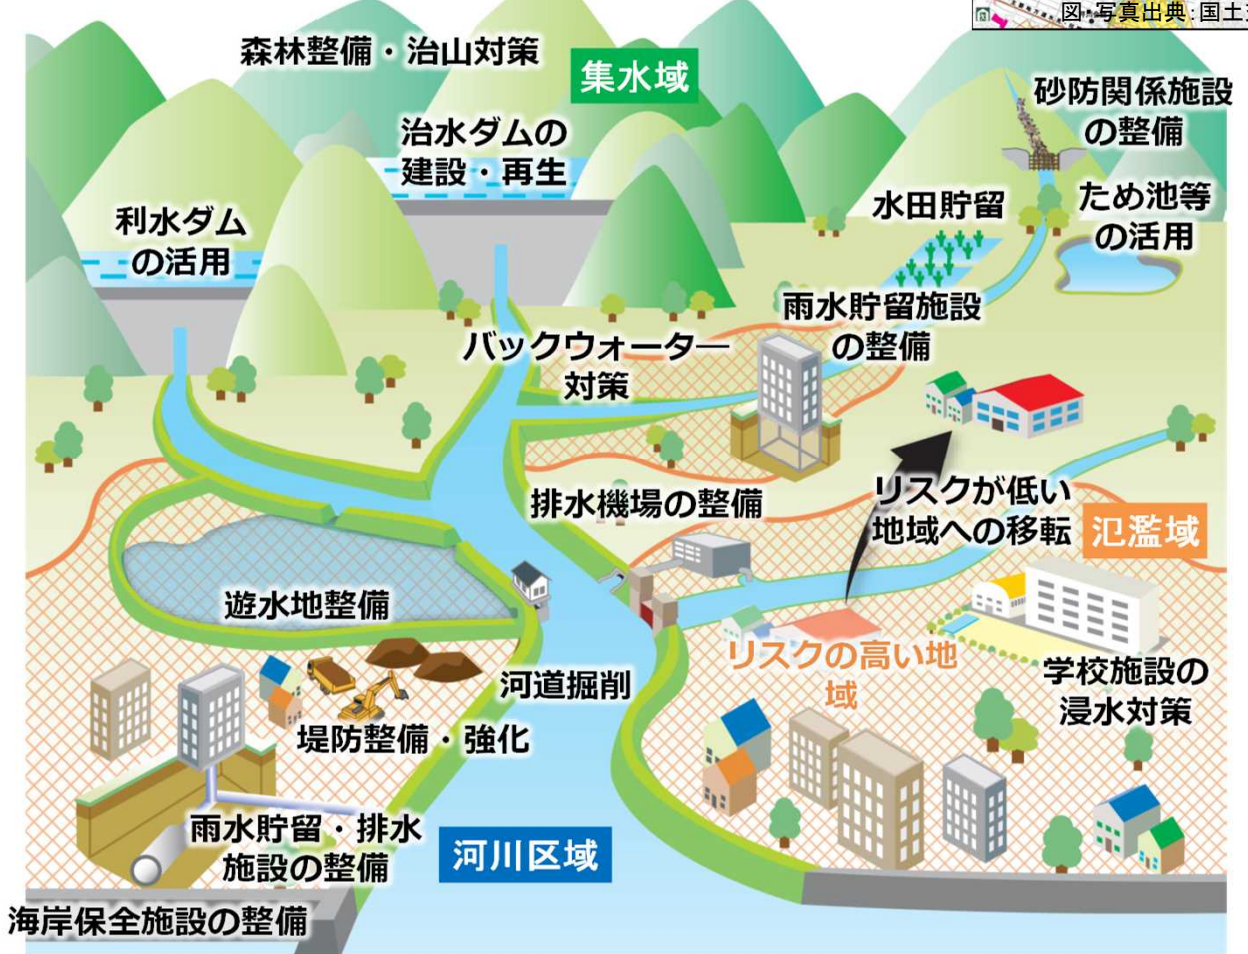 図・写真出典:国土
森林整備・治山対策
集水域
砂防関係施設
の整備
治水ダムの
建設・再生
水田貯留
ため池等
の活用
利水ダム
の活用
雨水貯留施設
の整備
バックウォーター
対策
排水機場の整備
リスクが低い
地域への移転
氾濫域
遊水地整備
リスクの高い地
域
学校施設の
浸水対策
河道掘削
堤防整備・強化
雨水貯留・排水
施設の整備
河川区域
海岸保全施設の整備